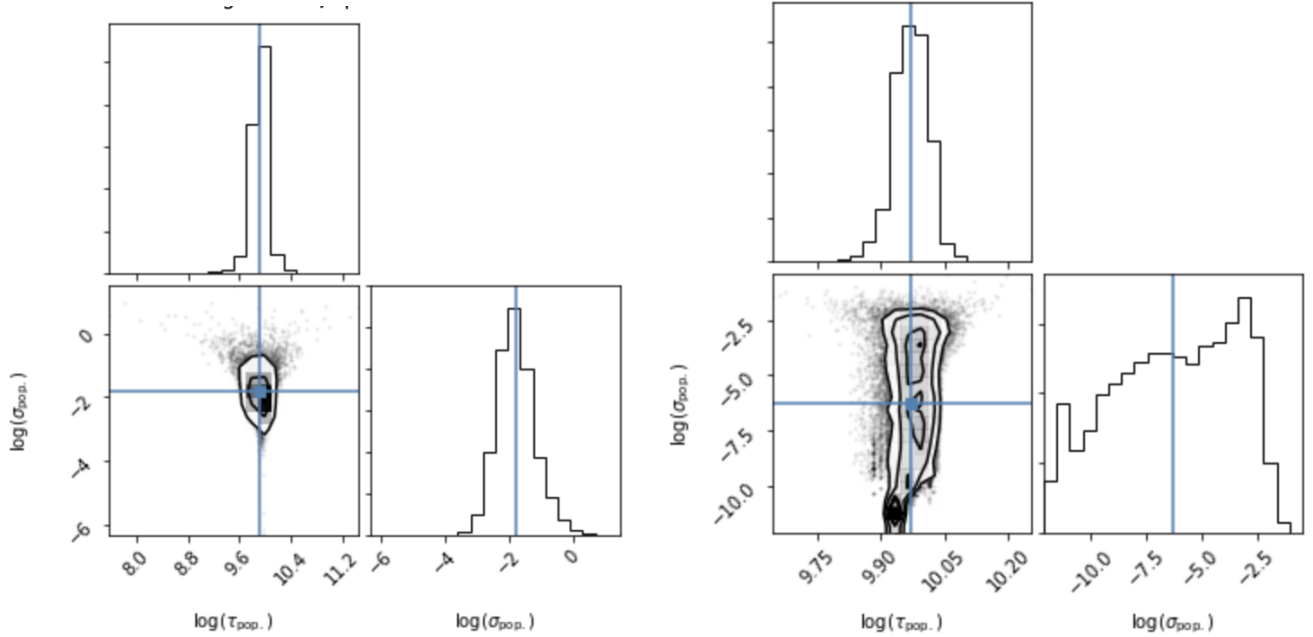 0
−2
−4
−6
log(σpop.)
8.0 8.8 9.6 10.4 11.2
log(τpop.)
−6 −4 −2 0
log(σpop.)
−2.5
−5.0
−7.5
−10.0
log(σpop.)
9.75 9.90 10.05 10.20
log(τpop.)
−10.0 −7.5 −5.0 −2.5
log(σpop.)